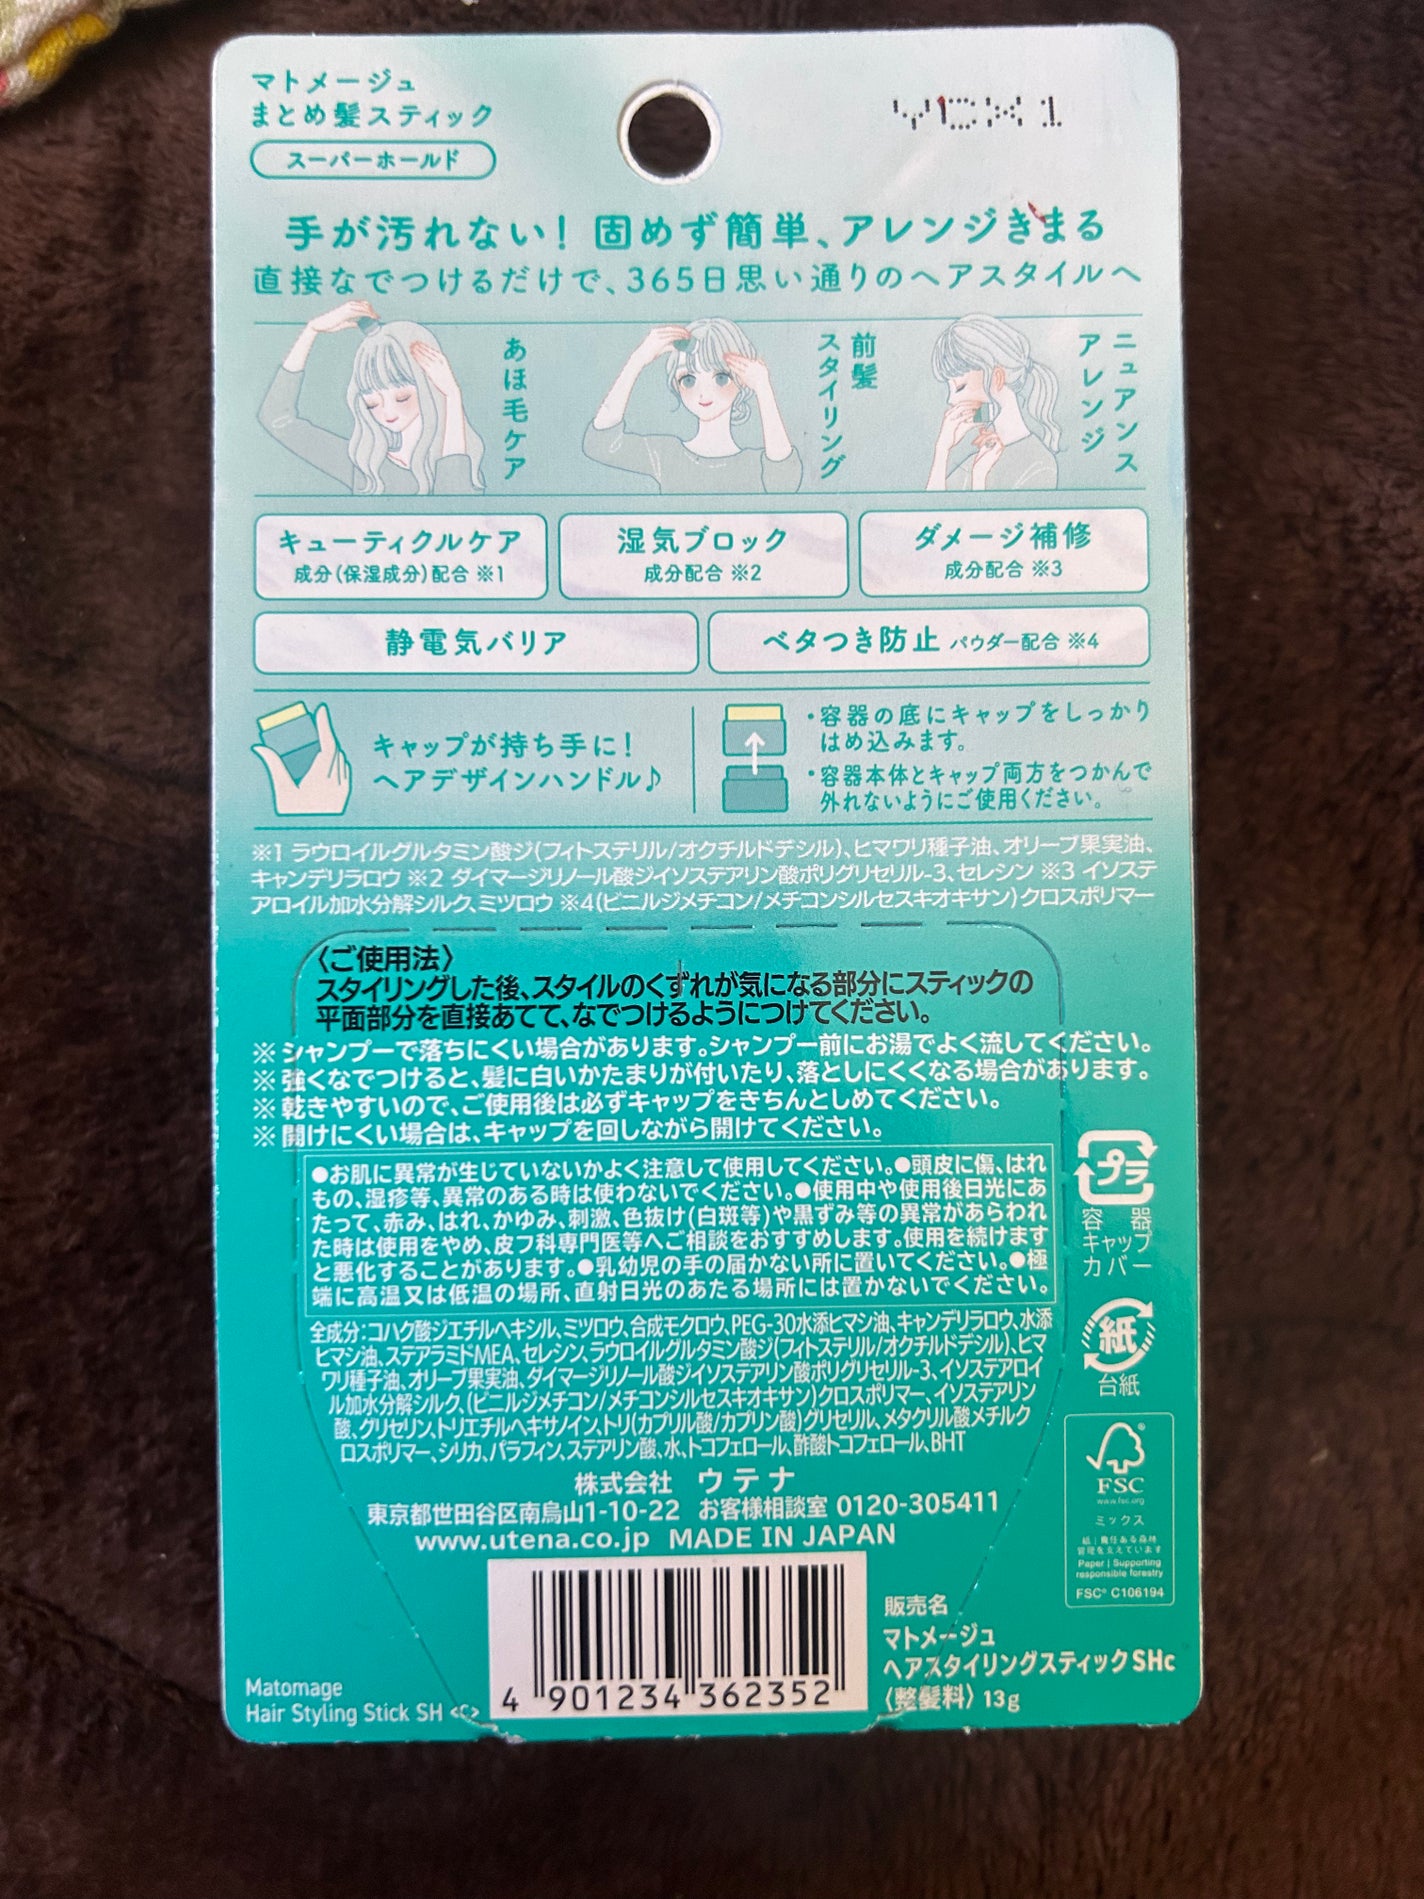 マトメージュ
まとめ髪スティック
スーパーホールド
手が汚れない！固めず簡単、アレンジきまる
直接なでつけるだけで、365日思い通りのヘアスタイルへ
あほ毛ケア
前髪
スタイリング
ニュアンス
アレンジ
キューティクルケア
成分(保湿成分)配合 ※1
湿気ブロック
成分配合 ※2
ダメージ補修
成分配合 ※3
静電気バリア
ベタつき防止 パウダー配合 ※4
キャップが持ち手に！
ヘアデザインハンドル♪
・容器の底にキャップをしっかり
はめ込みます。
・容器本体とキャップ両方をつかんで
外れないようにご使用ください。
※1 ラウロイルグルタミン酸ジ(フィトステリル/オクチルドデシル)、ヒマワリ種子油、オリーブ果実油、
キャンデリラロウ ※2 ダイマージリノール酸ジイソステアリン酸ポリグリセリル-3、セレシン ※3 イソステ
アロイル加水分解シルク、ミツロウ ※4(ビニルジメチコン/メチコンシルセスキオキサン)クロスポリマー
〈ご使用法〉
スタイリングした後、スタイルのくずれが気になる部分にスティックの
平面部分を直接あてて、なでつけるようにつけてください。
※ シャンプーで落ちにくい場合があります。シャンプー前にお湯でよく流してください。
※ 強くなでつけると、髪に白いかたまりが付いたり、落としにくくなる場合があります。
※ 乾きやすいので、ご使用後は必ずキャップをきちんとしめてください。
※ 開けにくい場合は、キャップを回しながら開けてください。
●お肌に異常が生じていないかよく注意して使用してください。●頭皮に傷、はれ
もの、湿疹等、異常のある時は使わないでください。●使用中や使用後日光にあ
たって、赤み、はれ、かゆみ、刺激、色抜け(白斑等)や黒ずみ等の異常があらわれ
た時は使用をやめ、皮フ科専門医等へご相談をおすすめします。使用を続けます
と悪化することがあります。●乳幼児の手の届かない所に置いてください。●極
端に高温又は低温の場所、直射日光のあたる場所には置かないでください。
プラ
容器
キャップ
カバー
全成分：コハク酸ジエチルヘキシル、ミツロウ、合成モクロウ、PEG-30水添ヒマシ油、キャンデリラロウ、水添
ヒマシ油、ステアラミドMEA、セレシン、ラウロイルグルタミン酸ジ(フィトステリル/オクチルドデシル)、ヒマ
ワリ種子油、オリーブ果実油、ダイマージリノール酸ジイソステアリン酸ポリグリセリル-3、イソステアロイ
ル加水分解シルク、(ビニルジメチコン/メチコンシルセスキオキサン)クロスポリマー、イソステアリン
酸、グリセリン、トリエチルヘキサノイン、トリ(カプリル酸/カプリン酸)グリセリル、メタクリル酸メチルク
ロスポリマー、シリカ、パラフィン、ステアリン酸、水、トコフェロール、酢酸トコフェロール、BHT
紙
台紙
株式会社 ウテナ
東京都世田谷区南烏山1-10-22 お客様相談室 0120-305411
www.utena.co.jp MADE IN JAPAN
FSC
www.fsc.org
ミックス
紙｜責任ある森林
管理を支えています
Paper | Supporting
responsible forestry
FSC® C106194
販売名
マトメージュ
ヘアスタイリングスティックSHc
〈整髪料〉13g
Matomage
Hair Styling Stick SH <C>
4 901234 362352